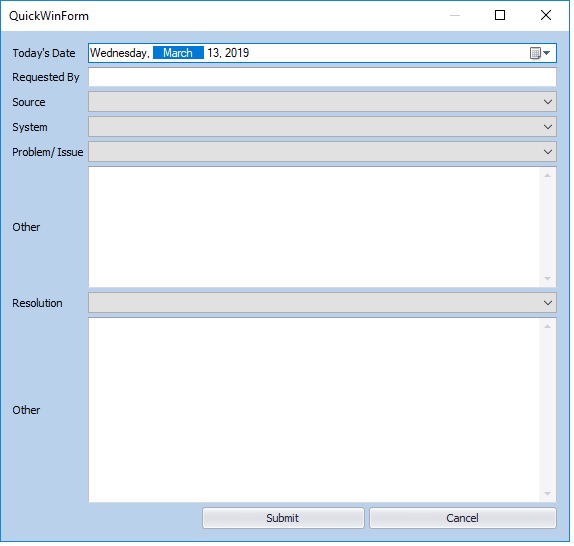 QuickWinForm
Today's Date Wednesday, March 13, 2019
Requested By
Source
System
Problem/ Issue
Other
Resolution
Other
Submit Cancel